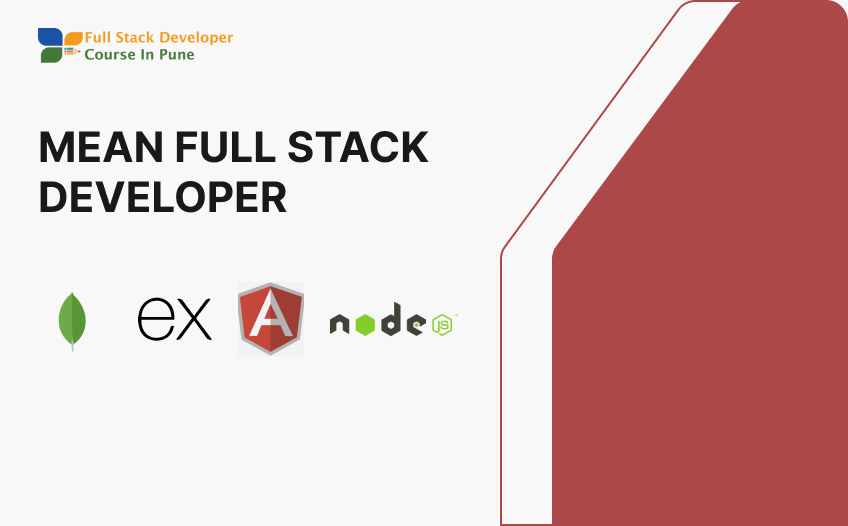 Full Stack Developer
Course In Pune
MEAN FULL STACK
DEVELOPER
ex
A
node
JS